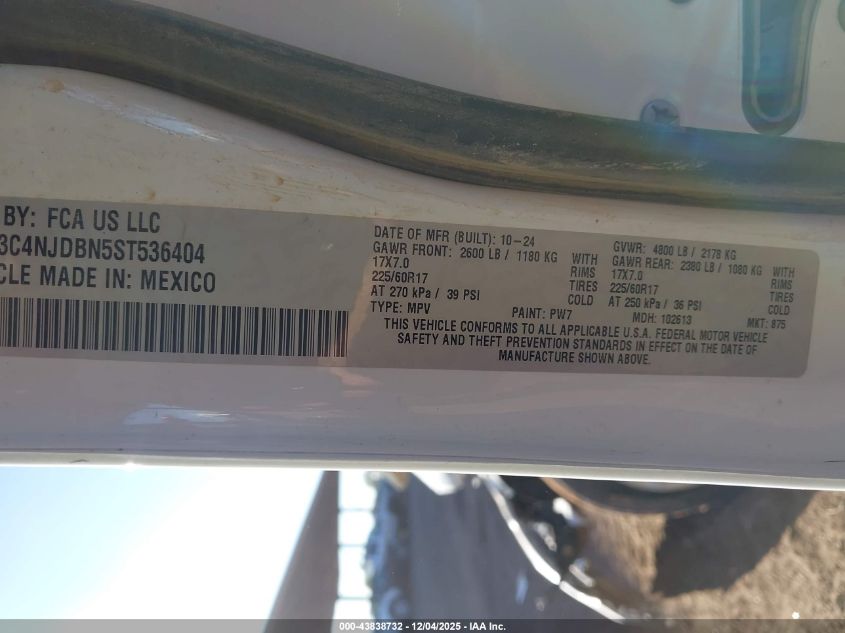 BY: FCA US LLC
3C4NJDBN5ST536404
CLE MADE IN: MEXICO
DATE OF MFR (BUILT): 10-24
GAWR FRONT: 2600 LB / 1180 KG WITH
17X7.0 RIMS
225/60R17 TIRES
AT 270 kPa / 39 PSI COLD
TYPE: MPV PAINT: PW7
GVWR: 4800 LB / 2178 KG
GAWR REAR: 2380 LB / 1080 KG WITH
17X7.0 RIMS
225/60R17 TIRES
AT 250 kPa / 36 PSI COLD
MDH: 102613 MKT: 875
THIS VEHICLE CONFORMS TO ALL APPLICABLE U.S.A. FEDERAL MOTOR VEHICLE
SAFETY AND THEFT PREVENTION STANDARDS IN EFFECT ON THE DATE OF
MANUFACTURE SHOWN ABOVE.
000-43838732 - 12/04/2025 - IAA Inc.